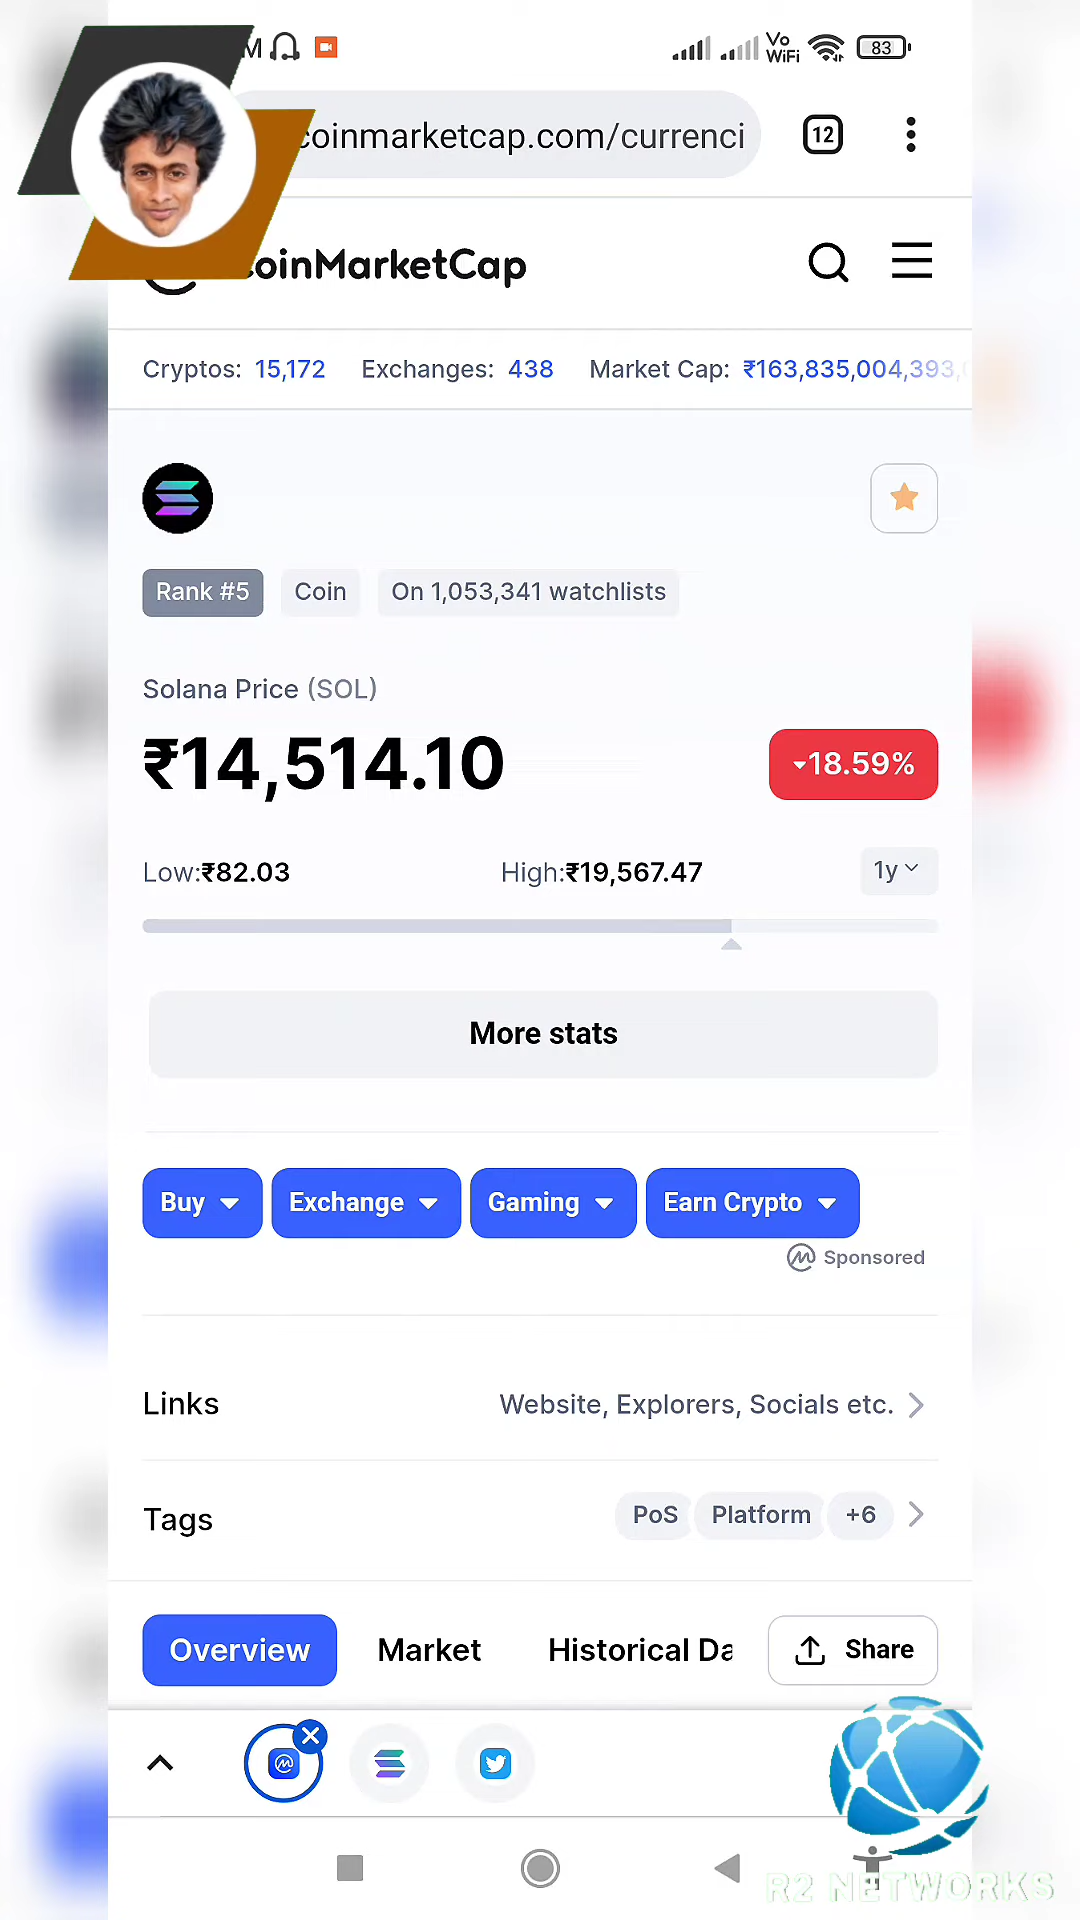 M
Vo
WiFi
83
coinmarketcap.com/currenci
12
CoinMarketCap
Cryptos: 15,172 Exchanges: 438 Market Cap: ₹163,835,004,393,0
Rank #5 Coin On 1,053,341 watchlists
Solana Price (SOL)
₹14,514.10
18.59%
Low:₹82.03 High:₹19,567.47 1y
More stats
Buy Exchange Gaming Earn Crypto
Sponsored
Links Website, Explorers, Socials etc.
Tags PoS Platform +6
Overview Market Historical Da Share
R2 NETWORKS